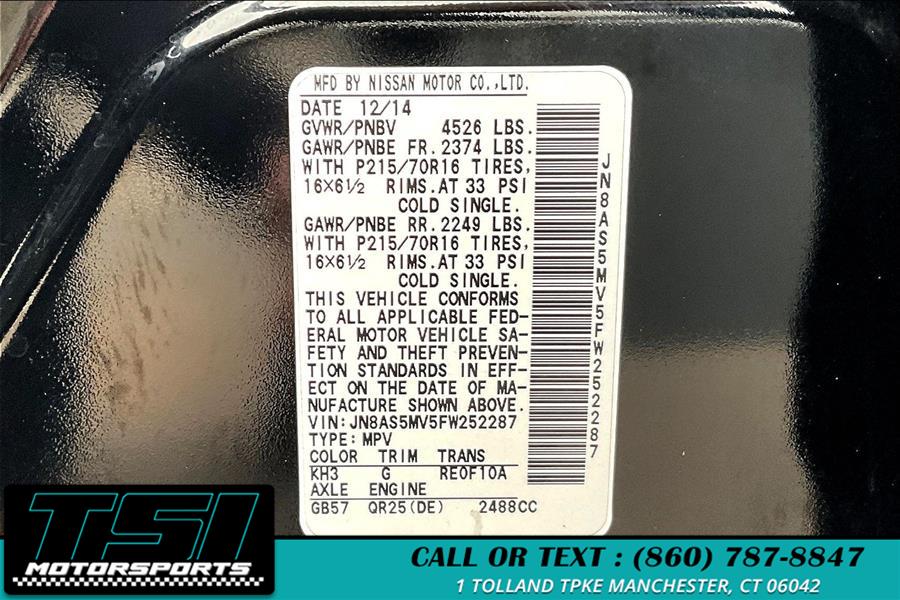 MFD BY NISSAN MOTOR CO.,LTD.
DATE 12/14
GVWR/PNBV 4526 LBS.
GAWR/PNBE FR. 2374 LBS.
WITH P215/70R16 TIRES,
16×6½ RIMS. AT 33 PSI
COLD SINGLE.
GAWR/PNBE RR. 2249 LBS.
WITH P215/70R16 TIRES,
16×6½ RIMS. AT 33 PSI
COLD SINGLE.
THIS VEHICLE CONFORMS
TO ALL APPLICABLE FED-
ERAL MOTOR VEHICLE SA-
FETY AND THEFT PREVEN-
TION STANDARDS IN EFF-
ECT ON THE DATE OF MA-
NUFACTURE SHOWN ABOVE.
VIN: JN8AS5MV5FW252287
TYPE: MPV
COLOR TRIM TRANS
KH3 G RE0F10A
AXLE ENGINE
GB57 QR25(DE) 2488CC
JN8AS5MV5FW252287
TSI
MOTORSPORTS
CALL OR TEXT : (860) 787-8847
1 TOLLAND TPKE MANCHESTER, CT 06042